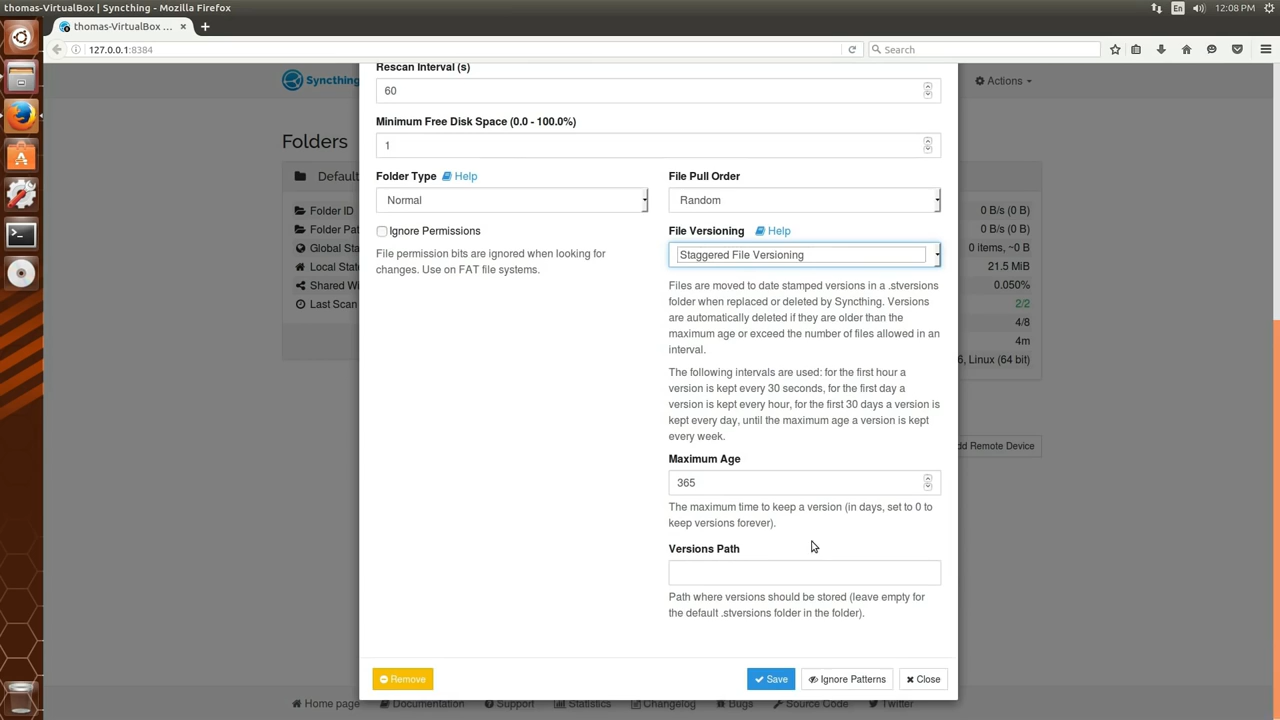 thomas-VirtualBox | Syncthing - Mozilla Firefox
En
12:08 PM
thomas-VirtualBox ...
127.0.0.1:8384
Search
Syncthing
Actions
Rescan Interval (s)
60
Minimum Free Disk Space (0.0 - 100.0%)
1
Folder Type Help
Normal
Ignore Permissions
File permission bits are ignored when looking for
changes. Use on FAT file systems.
File Pull Order
Random
File Versioning Help
Staggered File Versioning
Files are moved to date stamped versions in a .stversions
folder when replaced or deleted by Syncthing. Versions
are automatically deleted if they are older than the
maximum age or exceed the number of files allowed in an
interval.
The following intervals are used: for the first hour a
version is kept every 30 seconds, for the first day a
version is kept every hour, for the first 30 days a version is
kept every day, until the maximum age a version is kept
every week.
Maximum Age
365
The maximum time to keep a version (in days, set to 0 to
keep versions forever).
Versions Path
Path where versions should be stored (leave empty for
the default .stversions folder in the folder).
Remove
Save
Ignore Patterns
Close
Folders
Default
Folder ID
Folder Pat
Global Sta
Local State
Shared Wi
Last Scan
0 B/s (0 B)
0 B/s (0 B)
0 items, ~0 B
21.5 MiB
0.050%
2/2
4/8
4m
6, Linux (64 bit)
dd Remote Device
Home page
Documentation
Support
Statistics
Changelog
Bugs
Source Code
Twitter